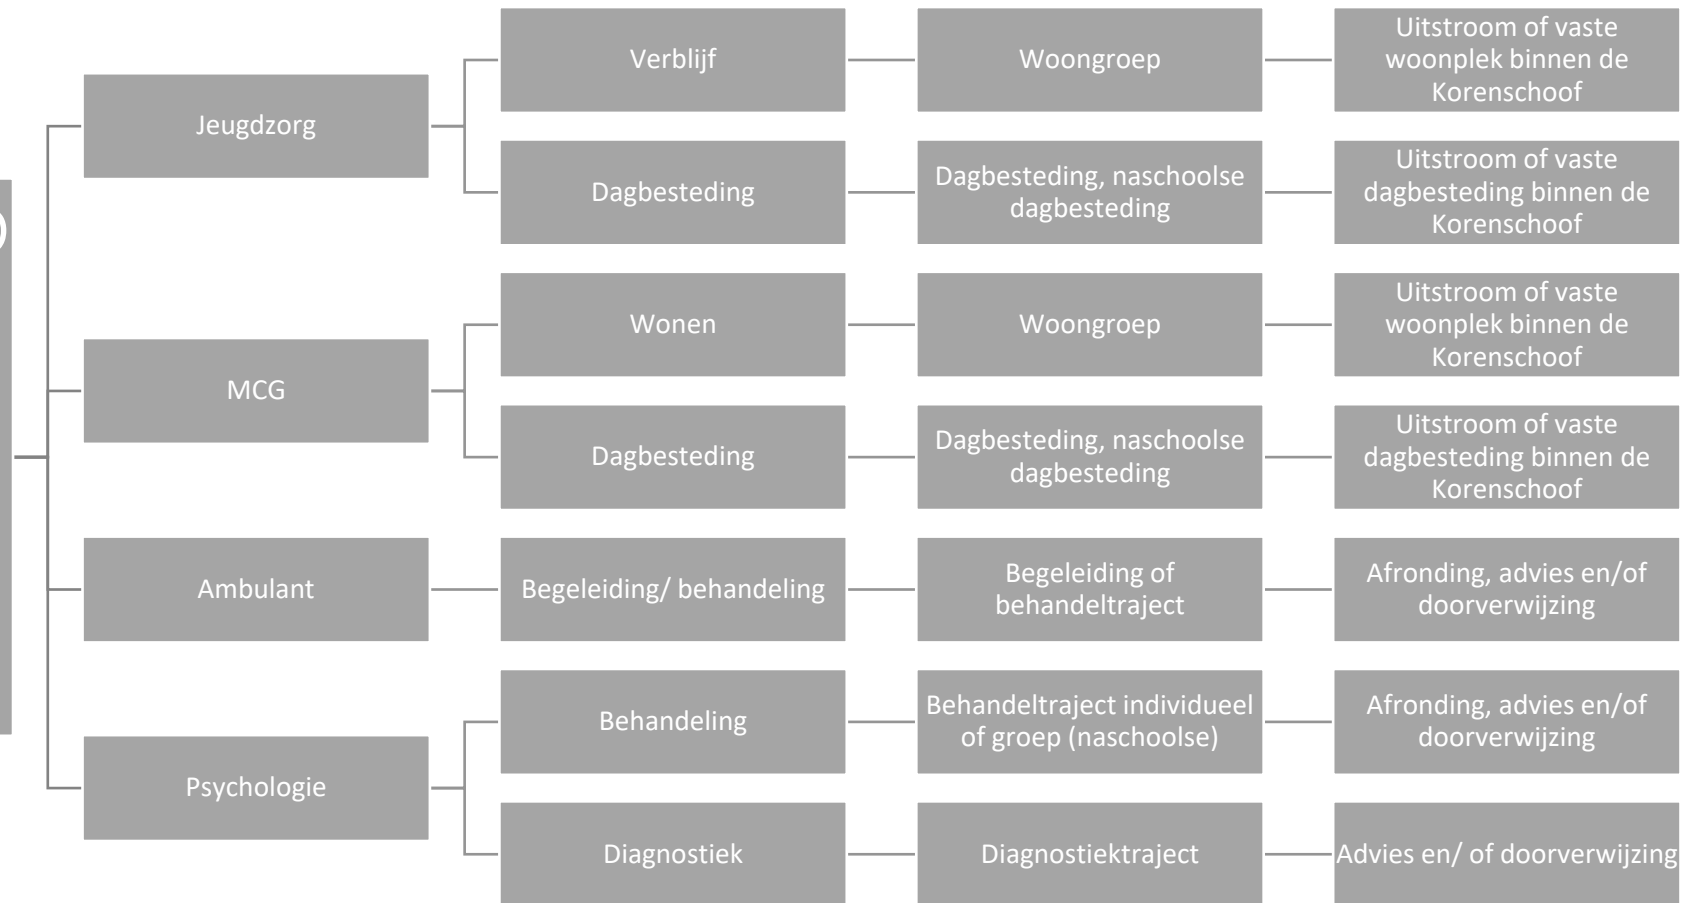 Jeugdzorg
Verblijf
Woongroep
Uitstroom of vaste
woonplek binnen de
Korenschoof
Dagbesteding
Dagbesteding, naschoolse
dagbesteding
Uitstroom of vaste
dagbesteding binnen de
Korenschoof
MCG
Wonen
Woongroep
Uitstroom of vaste
woonplek binnen de
Korenschoof
Dagbesteding
Dagbesteding, naschoolse
dagbesteding
Uitstroom of vaste
dagbesteding binnen de
Korenschoof
Ambulant
Begeleiding/ behandeling
Begeleiding of
behandeltraject
Afronding, advies en/of
doorverwijzing
Psychologie
Behandeling
Behandeltraject individueel
of groep (naschoolse)
Afronding, advies en/of
doorverwijzing
Diagnostiek
Diagnostiektraject
Advies en/ of doorverwijzing